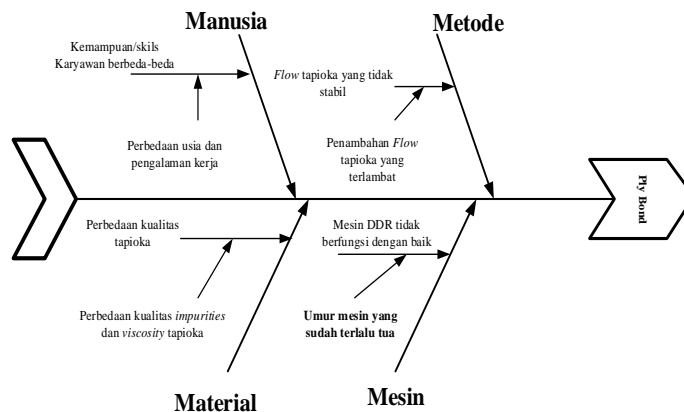 Manusia
Metode
Kemampuan/skils
Karyawan berbeda-beda
Flow tapioka yang tidak
stabil
Perbedaan usia dan
pengalaman kerja
Penambahan Flow
tapioka yang
terlambat
Ply Bond
Perbedaan kualitas
tapioka
Mesin DDR tidak
berfungsi dengan baik
Perbedaan kualitas impurities
dan viscosity tapioka
Umur mesin yang
sudah terlalu tua
Material
Mesin